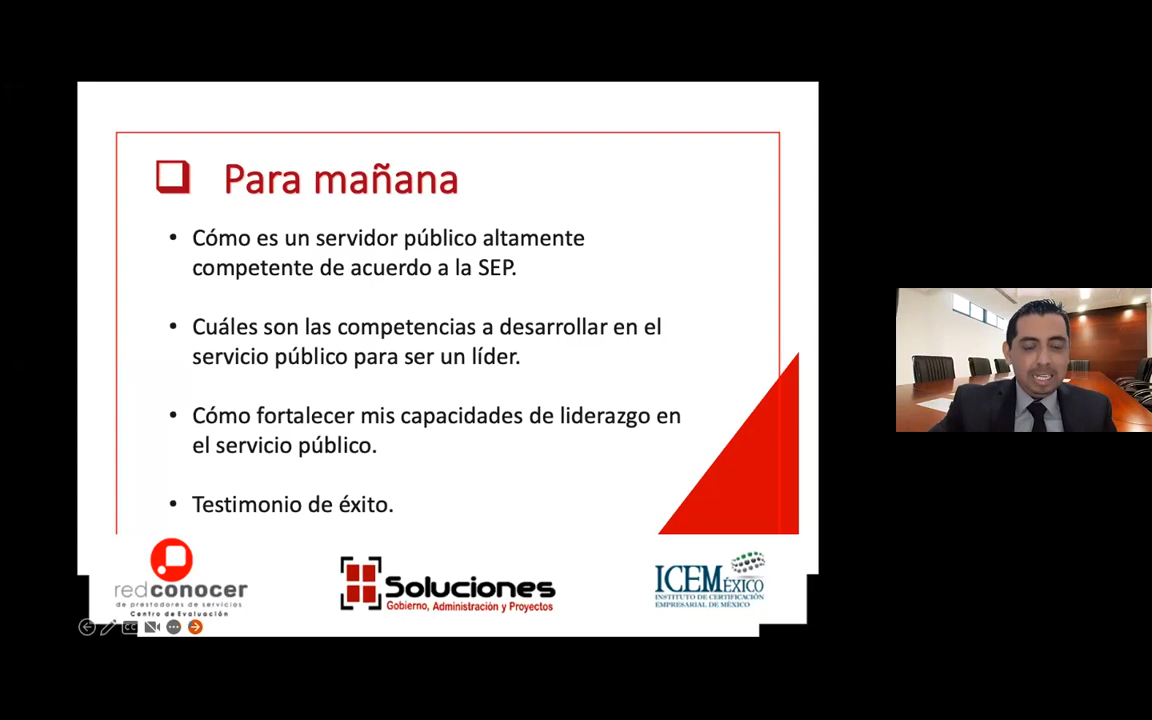 Para mañana
• Cómo es un servidor público altamente
competente de acuerdo a la SEP.
• Cuáles son las competencias a desarrollar en el
servicio público para ser un líder.
• Cómo fortalecer mis capacidades de liderazgo en
el servicio público.
• Testimonio de éxito.
redconocer
de prestadores de servicios
Centro de Evaluación
Soluciones
Gobierno, Administración y Proyectos
ICEMÉXICO
INSTITUTO DE CERTIFICACIÓN
EMPRESARIAL DE MÉXICO
CC